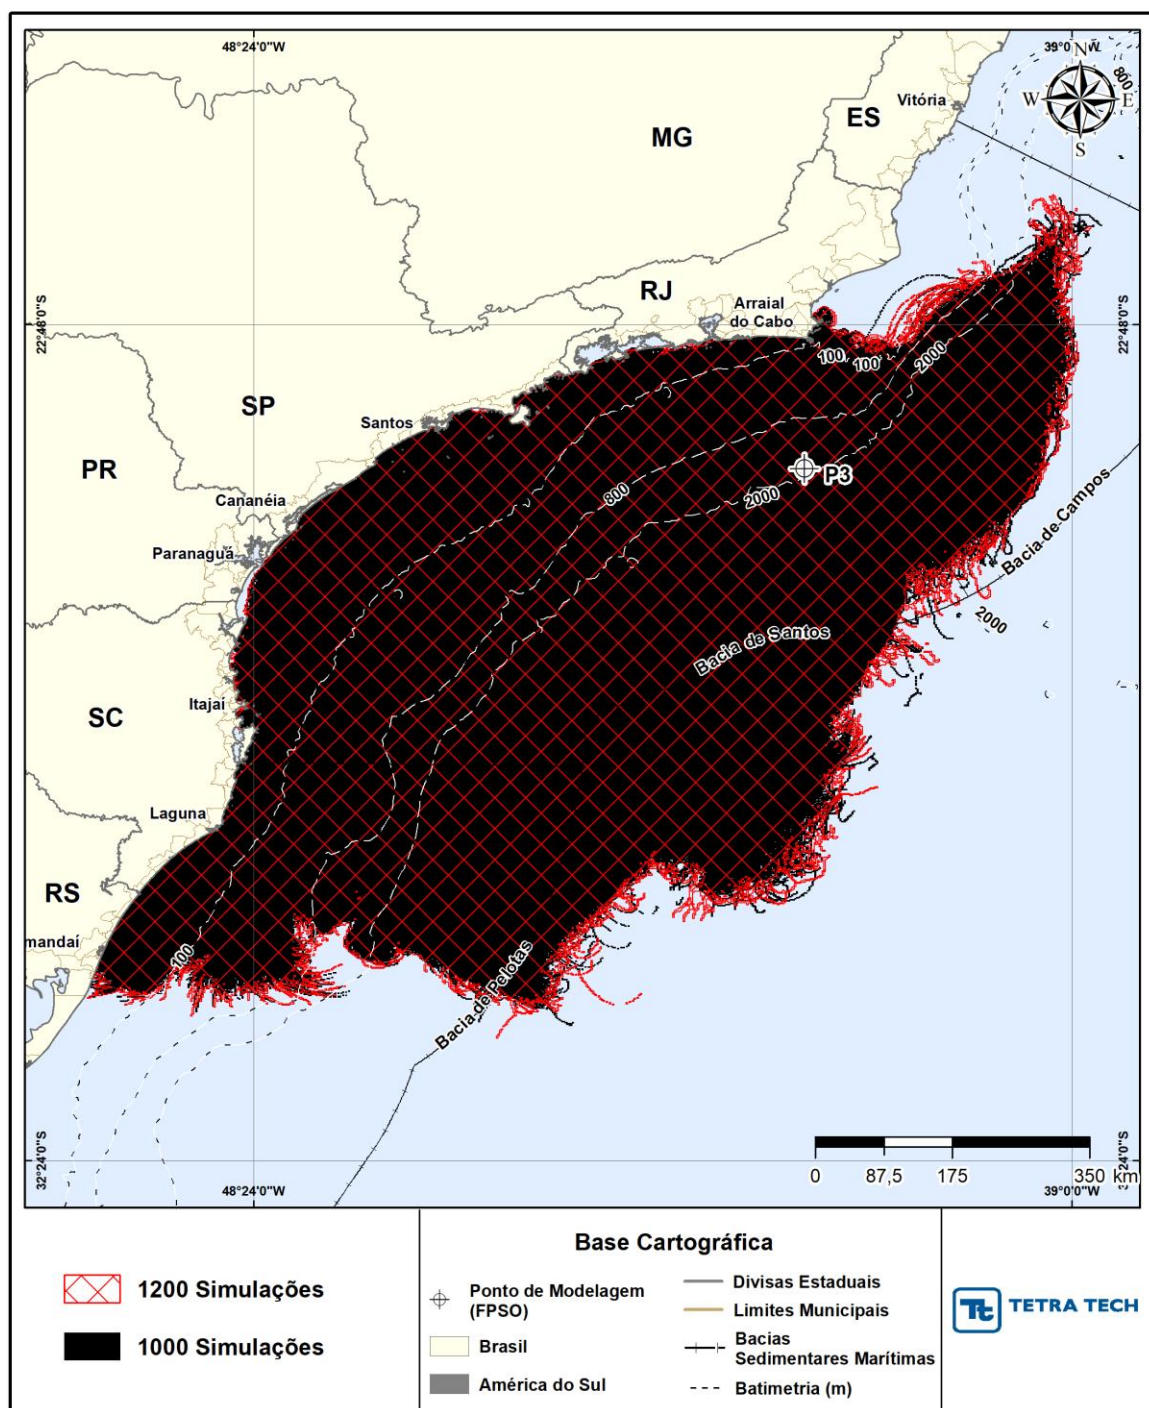 48°24'0"W
39°0'0"W
N
W
E
S
800
Vitória
ES
MG
RJ
Arraial
do Cabo
22°48'0"S
22°48'0"S
100
100
2000
SP
Santos
PR
P3
800
2000
Cananéia
Paranaguá
Bacia de Campos
2000
Bacia de Santos
Itajaí
SC
Laguna
RS
mandaí
100
Bacia de Pelotas
32°24'0"S
0
87,5
175
350 km
48°24'0"W
39°0'0"W
1200 Simulações
1000 Simulações
Base Cartográfica
Ponto de Modelagem
(FPSO)
Brasil
América do Sul
Divisas Estaduais
Limites Municipais
Bacias
Sedimentares Marítimas
Batimetria (m)
Tt
TETRA TECH